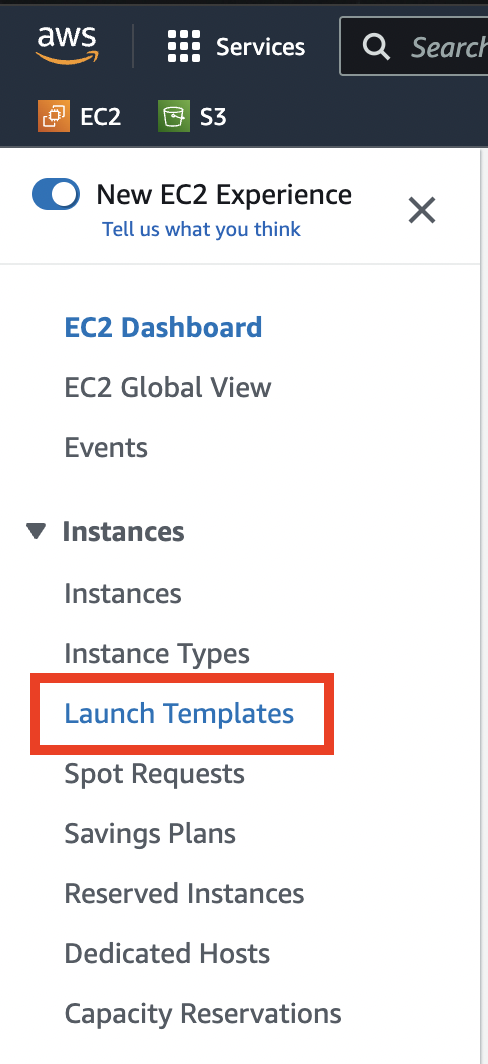 aws
Services
Search
EC2
S3
New EC2 Experience
Tell us what you think
EC2 Dashboard
EC2 Global View
Events
Instances
Instances
Instance Types
Launch Templates
Spot Requests
Savings Plans
Reserved Instances
Dedicated Hosts
Capacity Reservations